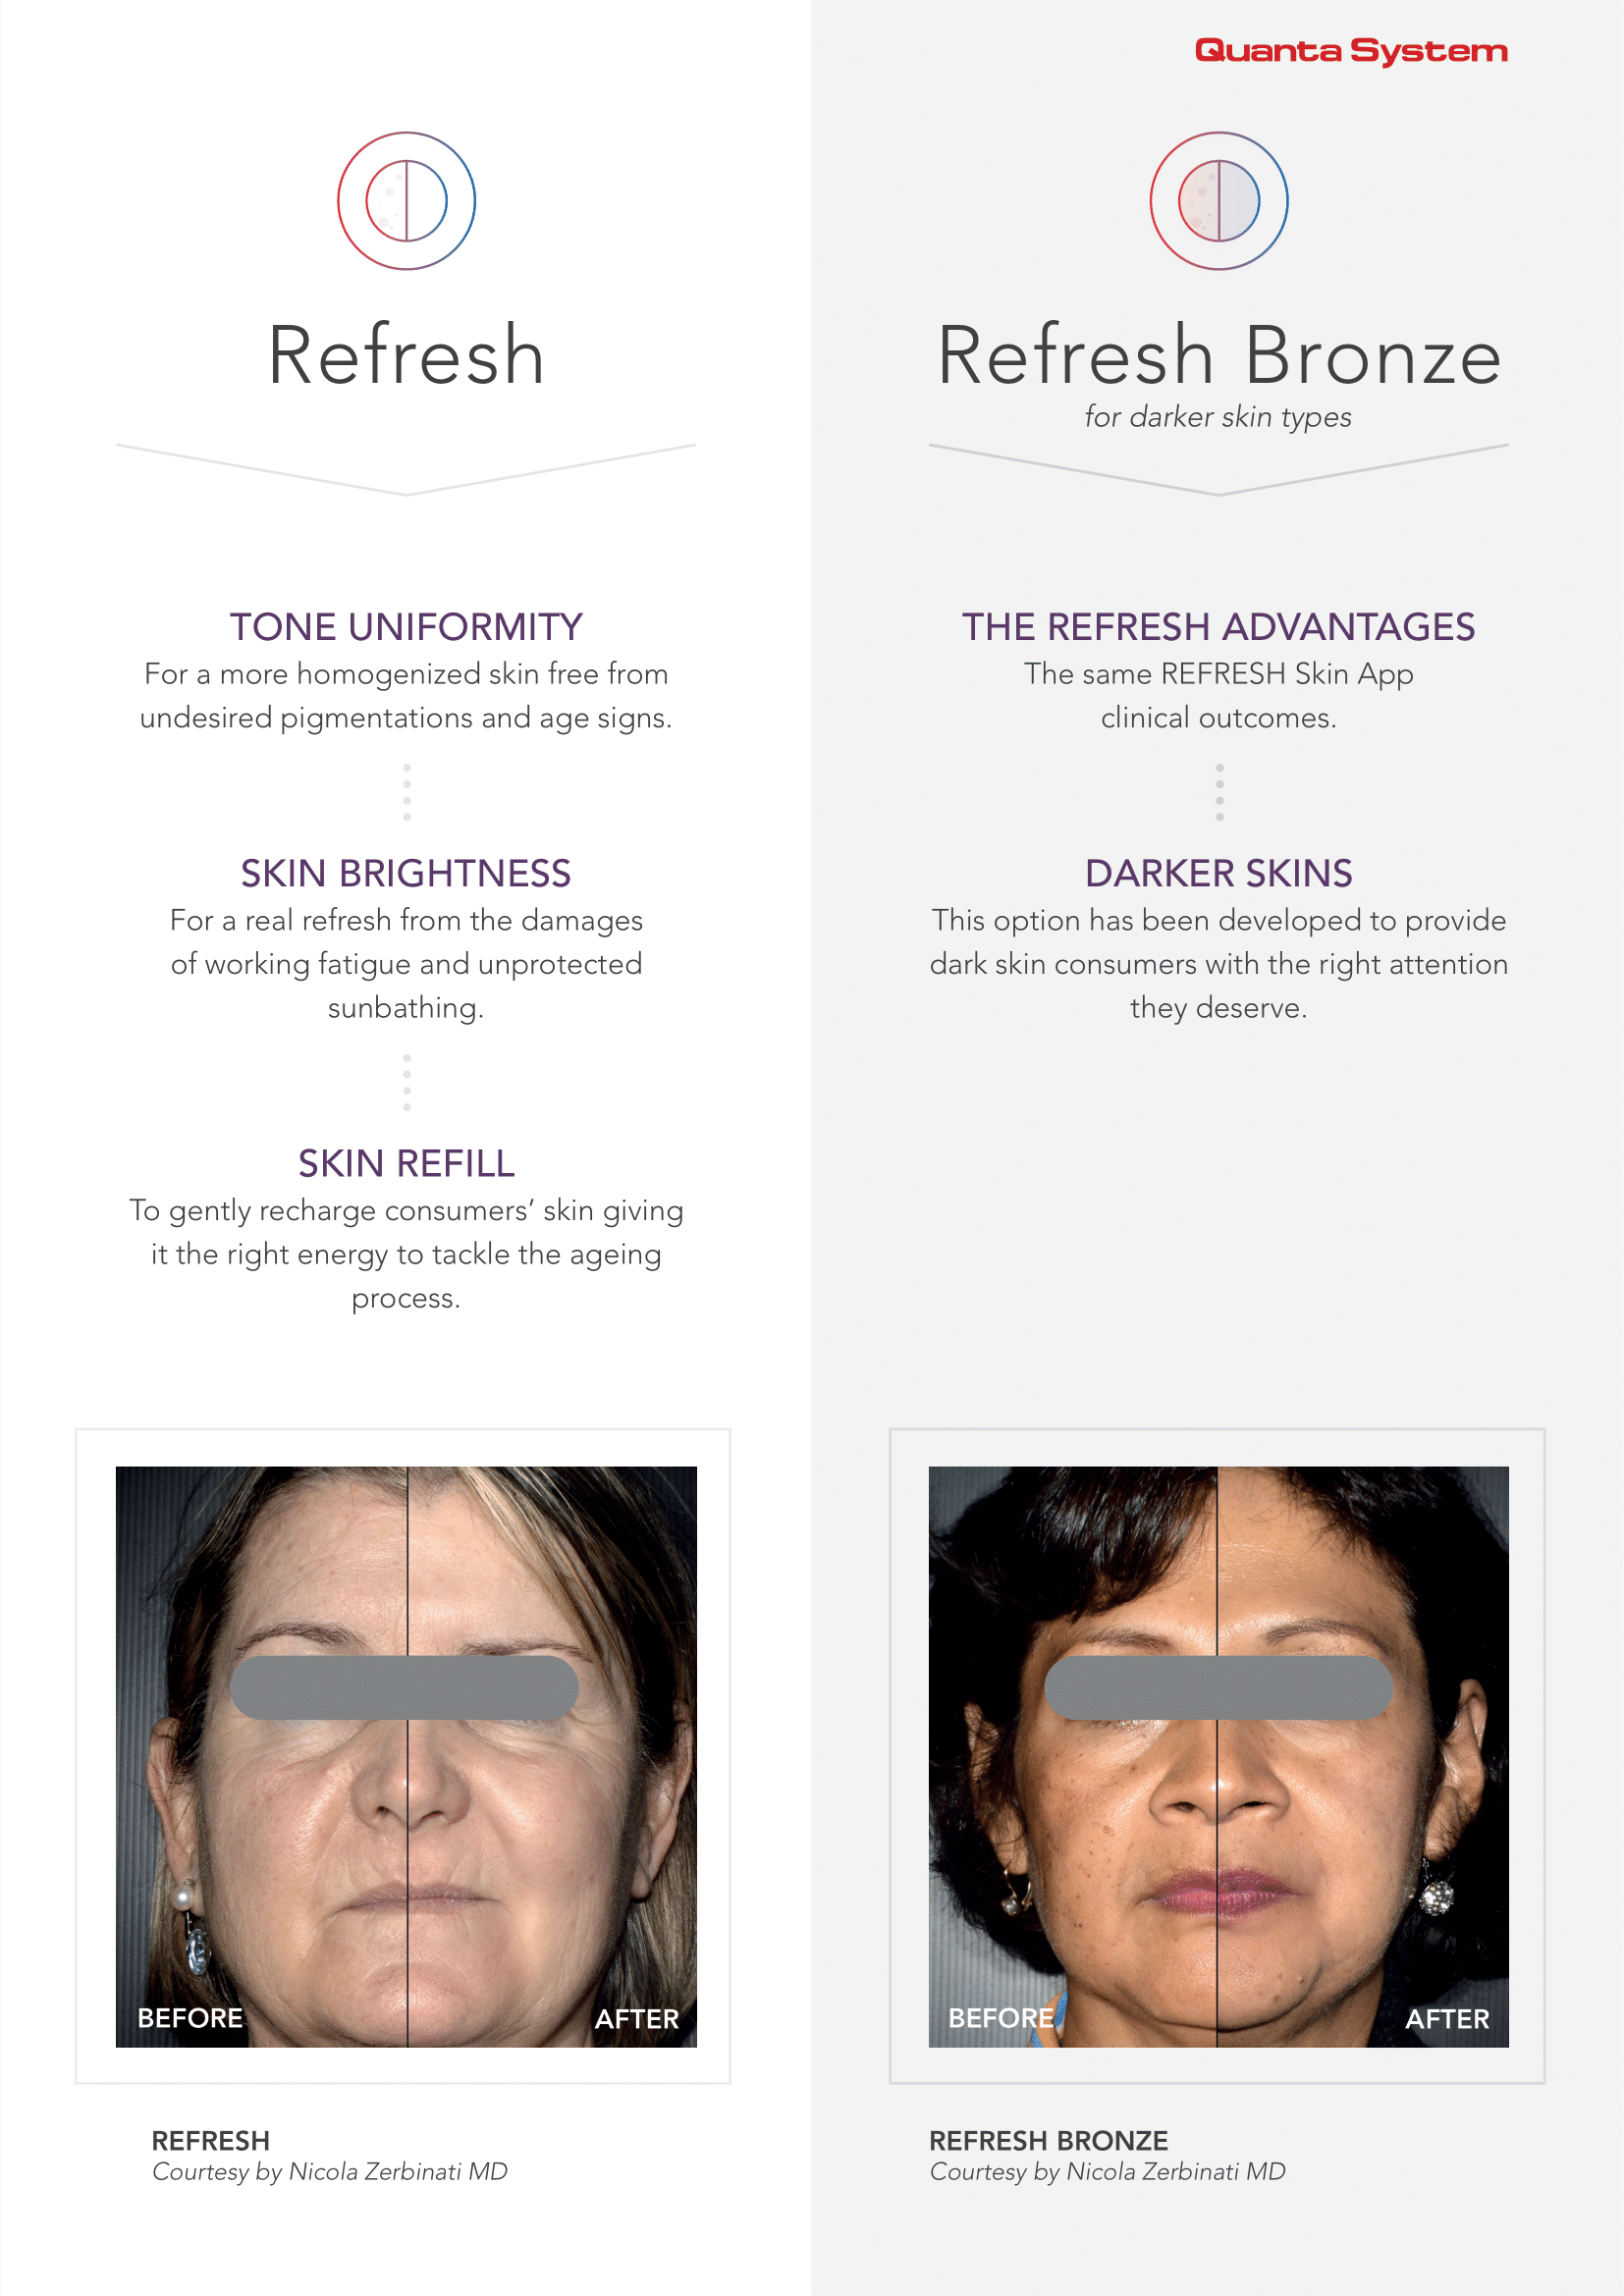 Quanta System
Refresh
TONE UNIFORMITY
For a more homogenized skin free from
undesired pigmentations and age signs.
SKIN BRIGHTNESS
For a real refresh from the damages
of working fatigue and unprotected
sunbathing.
SKIN REFILL
To gently recharge consumers’ skin giving
it the right energy to tackle the ageing
process.
BEFORE
AFTER
REFRESH
Courtesy by Nicola Zerbinati MD
Refresh Bronze
for darker skin types
THE REFRESH ADVANTAGES
The same REFRESH Skin App
clinical outcomes.
DARKER SKINS
This option has been developed to provide
dark skin consumers with the right attention
they deserve.
BEFORE
AFTER
REFRESH BRONZE
Courtesy by Nicola Zerbinati MD